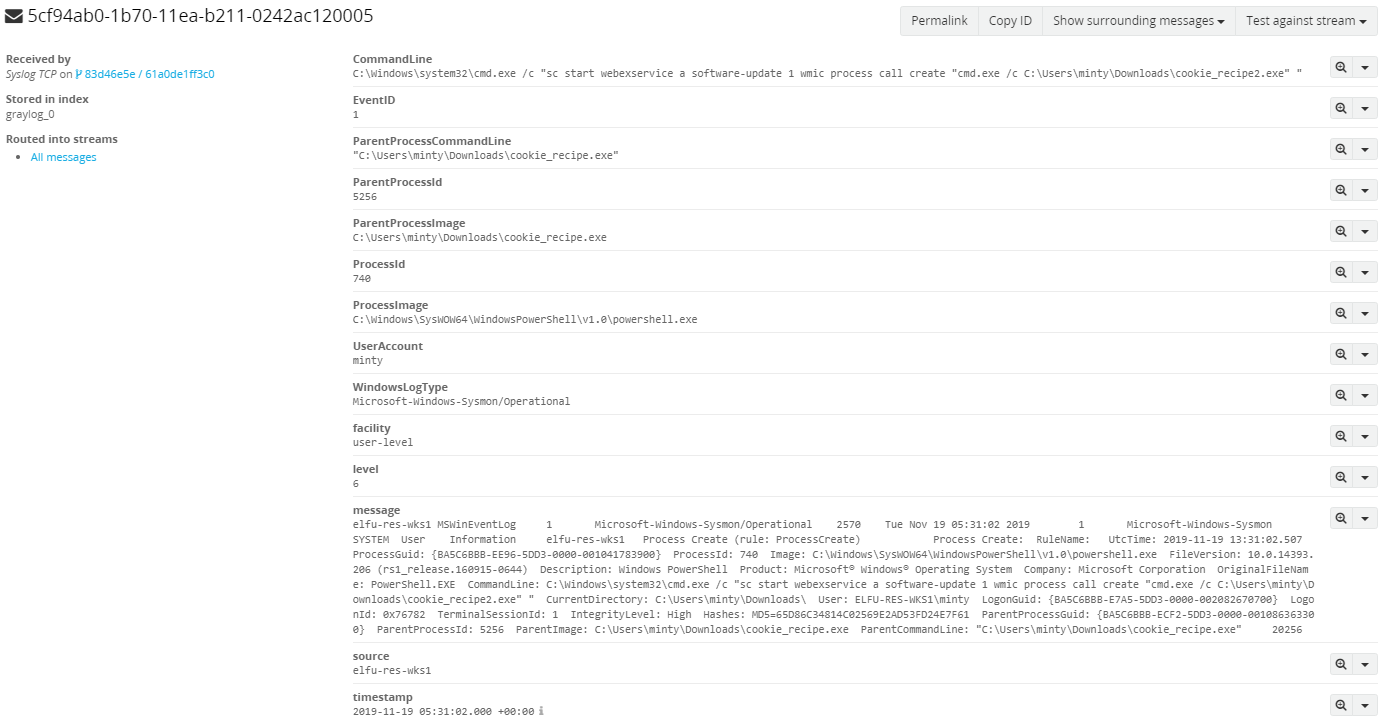 5cf94ab0-1b70-11ea-b211-0242ac120005
Permalink Copy ID Show surrounding messages Test against stream
Received by
Syslog TCP on 83d46e5e / 61a0de1ff3c0
Stored in index
graylog_0
Routed into streams
• All messages
CommandLine
C:\Windows\system32\cmd.exe /c "sc start webexservice a software-update 1 wmic process call create "cmd.exe /c C:\Users\minty\Downloads\cookie_recipe2.exe" "
EventID
1
ParentProcessCommandLine
"C:\Users\minty\Downloads\cookie_recipe.exe"
ParentProcessId
5256
ParentProcessImage
C:\Users\minty\Downloads\cookie_recipe.exe
ProcessId
740
ProcessImage
C:\Windows\SysWOW64\WindowsPowerShell\v1.0\powershell.exe
UserAccount
minty
WindowsLogType
Microsoft-Windows-Sysmon/Operational
facility
user-level
level
6
message
elfu-res-wks1 MSWinEventLog 1 Microsoft-Windows-Sysmon/Operational 2570 Tue Nov 19 05:31:02 2019 1 Microsoft-Windows-Sysmon
SYSTEM User Information elfu-res-wks1 Process Create (rule: ProcessCreate) Process Create: RuleName: UtcTime: 2019-11-19 13:31:02.507
ProcessGuid: {BA5C6BBB-EE96-5DD3-0000-001041783900} ProcessId: 740 Image: C:\Windows\SysWOW64\WindowsPowerShell\v1.0\powershell.exe FileVersion: 10.0.14393.
206 (rs1_release.160915-0644) Description: Windows PowerShell Product: Microsoft® Windows® Operating System Company: Microsoft Corporation OriginalFileNam
e: PowerShell.EXE CommandLine: C:\Windows\system32\cmd.exe /c "sc start webexservice a software-update 1 wmic process call create "cmd.exe /c C:\Users\minty\D
ownloads\cookie_recipe2.exe" " CurrentDirectory: C:\Users\minty\Downloads\ User: ELFU-RES-WKS1\minty LogonGuid: {BA5C6BBB-E7A5-5DD3-0000-002082670700} Logo
nId: 0x76782 TerminalSessionId: 1 IntegrityLevel: High Hashes: MD5=65D86C34814C02569E2AD53FD24E7F61 ParentProcessGuid: {BA5C6BBB-ECF2-5DD3-0000-00108636330
0} ParentProcessId: 5256 ParentImage: C:\Users\minty\Downloads\cookie_recipe.exe ParentCommandLine: "C:\Users\minty\Downloads\cookie_recipe.exe" 20256
source
elfu-res-wks1
timestamp
2019-11-19 05:31:02.000 +00:00